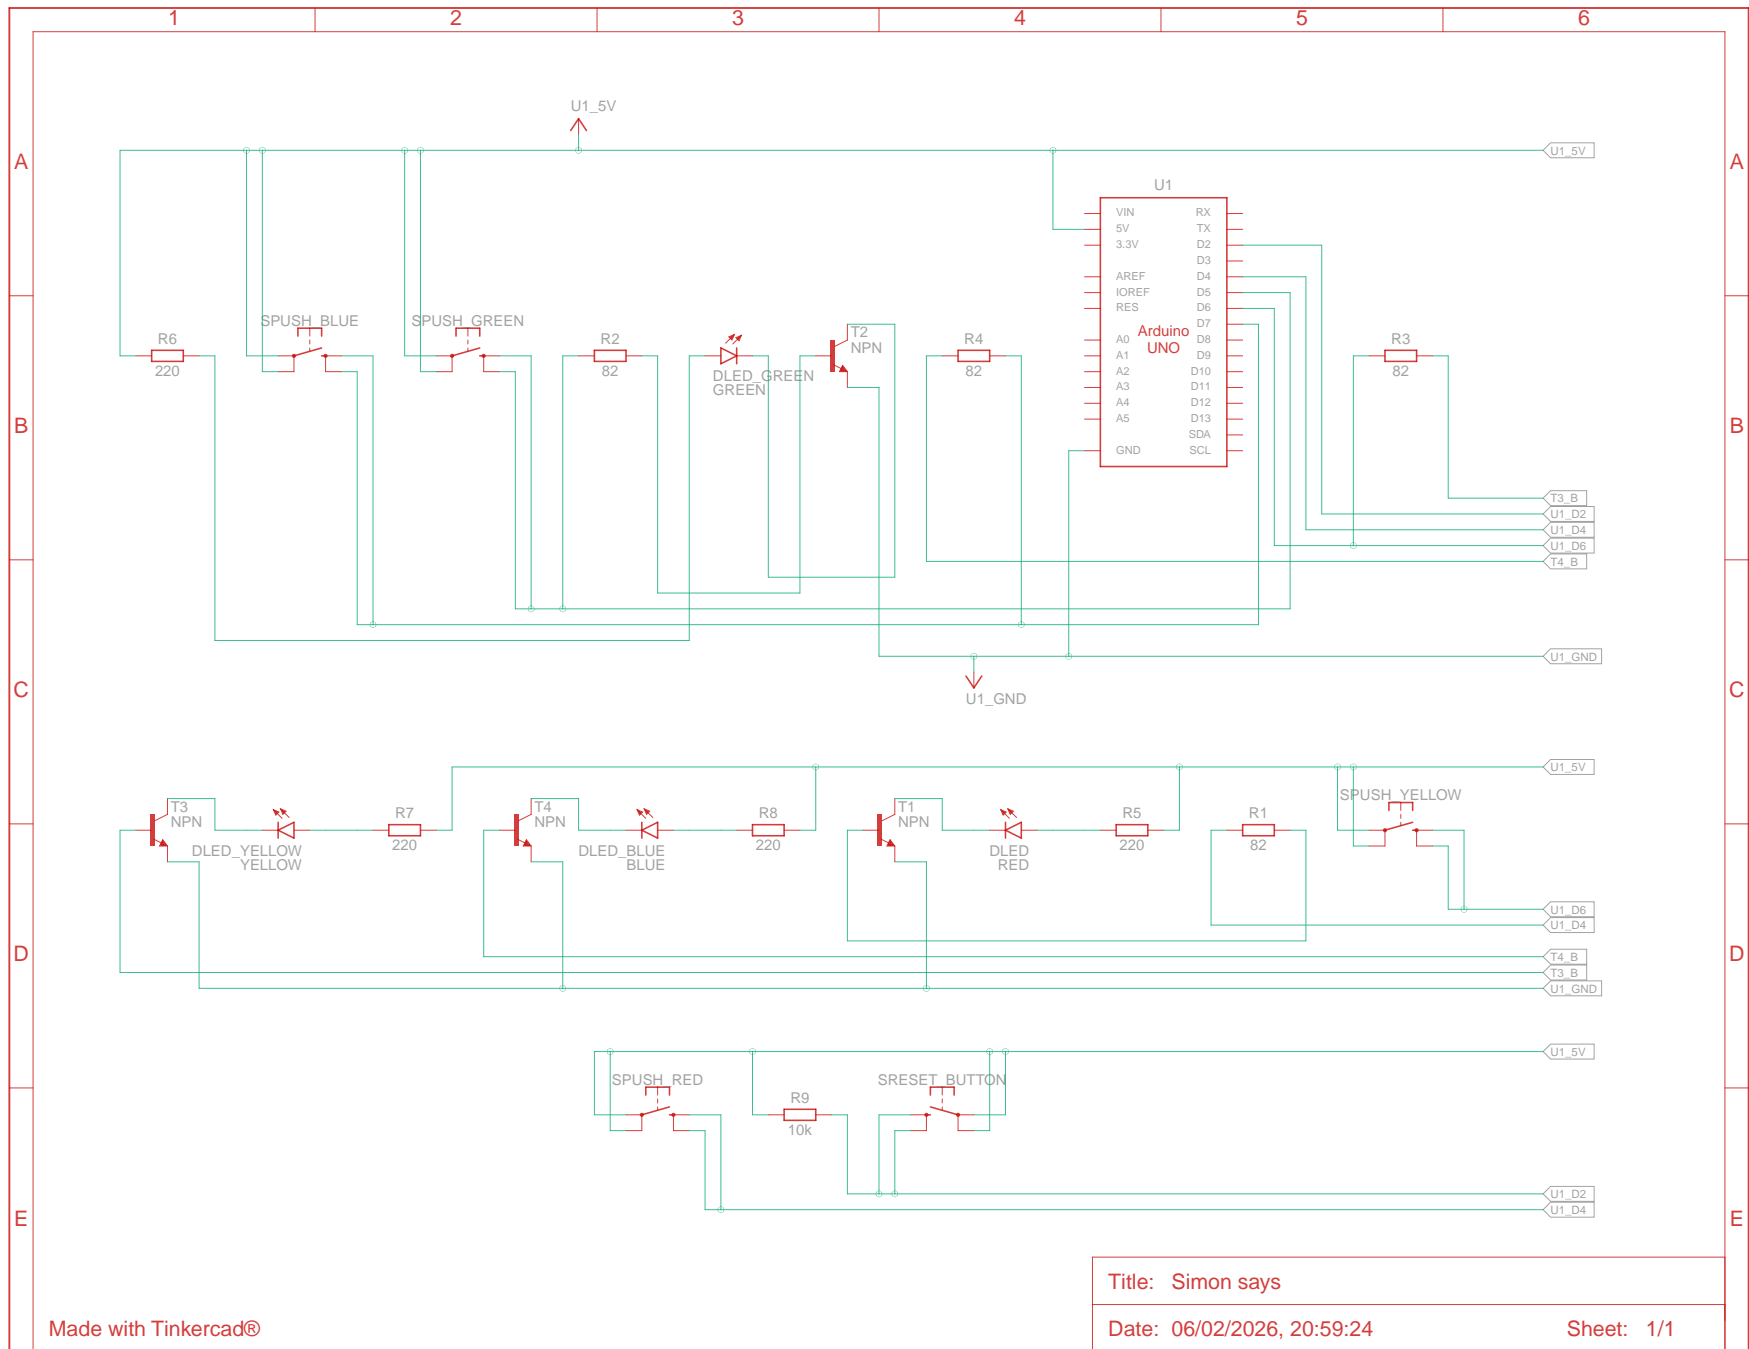 1 2 3 4 5 6
U1_5V
A U1_5V A
U1
VIN RX
5V TX
3.3V D2
D3
AREF D4
IOREF D5
RES D6
D7
A0 D8
A1 D9
A2 D10
A3 D11
A4 D12
A5 D13
SDA
GND SCL
Arduino
UNO
SPUSH_BLUE SPUSH_GREEN
R6 R2 T2 R4 R3
NPN
220 82 82 82
DLED_GREEN
GREEN
B B
T3_B
U1_D2
U1_D4
U1_D6
T4_B
U1_GND
C C
U1_GND
U1_5V
SPUSH_YELLOW
T3 R7 T4 R8 T1 R5 R1
NPN NPN NPN
220 220 220 82
DLED_YELLOW DLED_BLUE DLED
YELLOW BLUE RED
U1_D6
U1_D4
D T4_B D
T3_B
U1_GND
U1_5V
SPUSH_RED SRESET_BUTTON
R9
10k
U1_D2
U1_D4
E E
Title: Simon says
Made with Tinkercad® Date: 06/02/2026, 20:59:24 Sheet: 1/1